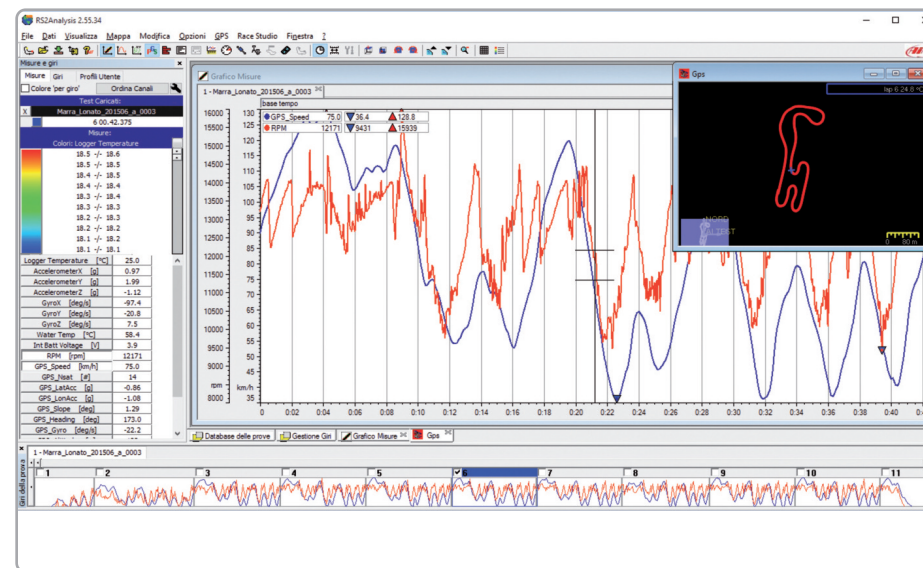 RS2Analysis 2.55.34
File Dati Visualizza Mappa Modifica Opzioni GPS Race Studio Finestra ?
Misure e giri
Misure Giri Profili Utente
Colore 'per giro' Ordina Canali
Test Caricati:
X Marra_Lonato_201506_a_0003
6 00.42.375
Misure:
Colori: Logger Temperature
18.5 -/- 18.6
18.5 -/- 18.5
18.4 -/- 18.5
18.4 -/- 18.4
18.3 -/- 18.4
18.3 -/- 18.3
18.2 -/- 18.3
18.2 -/- 18.2
18.1 -/- 18.2
18.1 -/- 18.1
Logger Temperature [ºC] 25.0
AccelerometerX [g] 0.97
AccelerometerY [g] 1.99
AccelerometerZ [g] -1.12
GyroX [deg/s] -97.4
GyroY [deg/s] -20.8
GyroZ [deg/s] 7.5
Water Temp [ºC] 58.4
Int Batt Voltage [V] 3.9
RPM [rpm] 12171
GPS_Speed [km/h] 75.0
GPS_Nsat [#] 14
GPS_LatAcc [g] -0.86
GPS_LonAcc [g] -1.08
GPS_Slope [deg] 1.29
GPS_Heading [deg] 173.0
GPS_Gyro [deg/s] -22.2
Grafico Misure
1 - Marra_Lonato_201506_a_0003
base tempo
GPS_Speed 75.0 36.4 128.8
RPM 12171 9431 15939
16000
15500
15000
14500
14000
13500
13000
12500
12000
11500
11000
10500
10000
9500
9000
rpm
8000
130
125
120
115
110
105
100
95
90
85
80
75
70
65
60
55
50
45
km/h
35
0 0:02 0:04 0:06 0:08 0:10 0:12 0:14 0:16 0:18 0:20 0:22 0:24 0:26 0:28 0:30 0:32 0:34 0:36 0:38 0:40
Gps
lap 6 24.8 ºC
NORD
0 80 m
Database delle prove Gestione Giri Grafico Misure Gps
1 - Marra_Lonato_201506_a_0003
Giri della prova
1 2 3 4 5 6 7 8 9 10 11